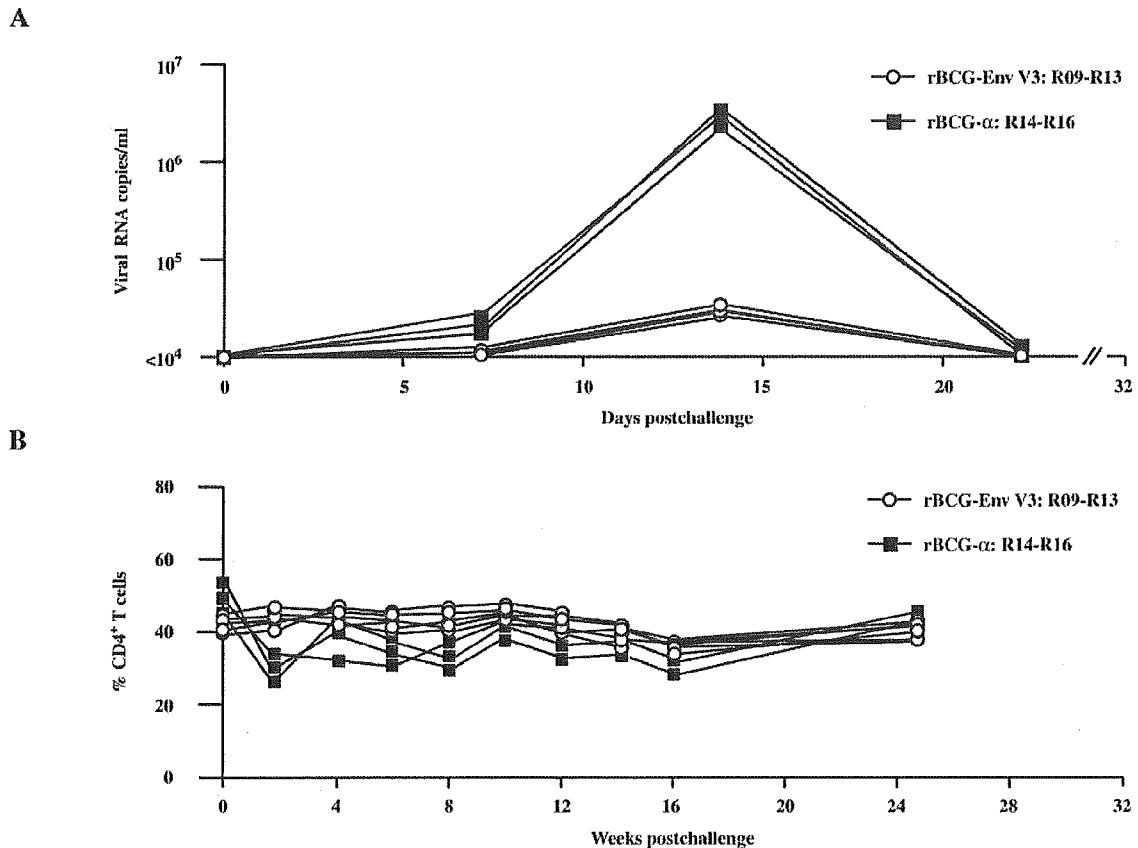 A
10⁷
10⁶
10⁵
<10⁴
Viral RNA copies/ml
rBCG-Env V3: R09-R13
rBCG-α: R14-R16
0 5 10 15 20 32
Days postchallenge
B
80
60
40
20
0
% CD4⁺ T cells
rBCG-Env V3: R09-R13
rBCG-α: R14-R16
0 4 8 12 16 20 24 28 32
Weeks postchallenge